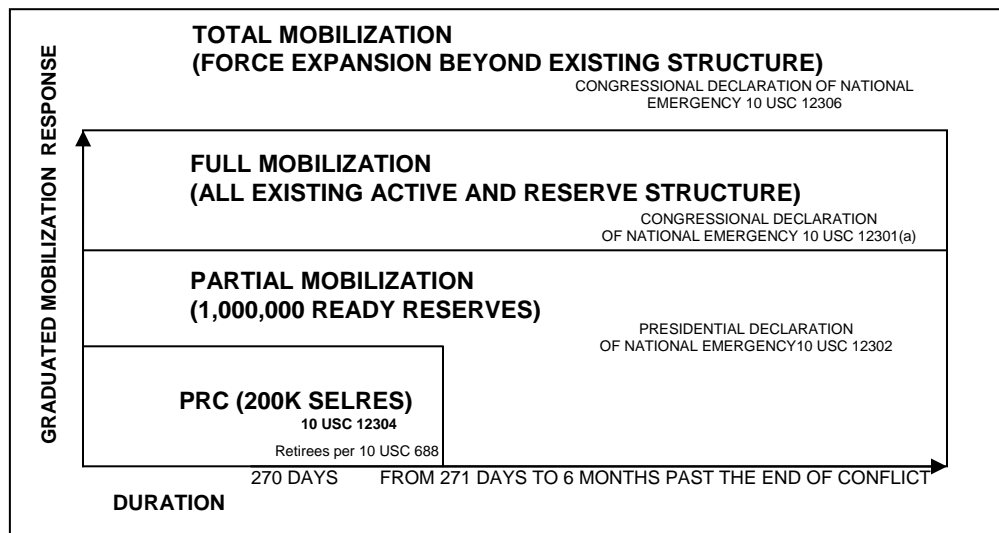 GRADUATED MOBILIZATION RESPONSE
TOTAL MOBILIZATION
(FORCE EXPANSION BEYOND EXISTING STRUCTURE)
CONGRESSIONAL DECLARATION OF NATIONAL
EMERGENCY 10 USC 12306
FULL MOBILIZATION
(ALL EXISTING ACTIVE AND RESERVE STRUCTURE)
CONGRESSIONAL DECLARATION
OF NATIONAL EMERGENCY 10 USC 12301(a)
PARTIAL MOBILIZATION
(1,000,000 READY RESERVES)
PRESIDENTIAL DECLARATION
OF NATIONAL EMERGENCY10 USC 12302
PRC (200K SELRES)
10 USC 12304
Retirees per 10 USC 688
270 DAYS FROM 271 DAYS TO 6 MONTHS PAST THE END OF CONFLICT
DURATION